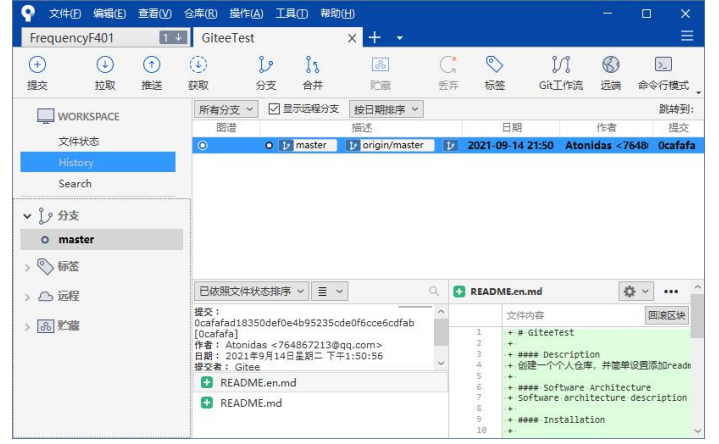 文件(F) 编辑(E) 查看(V) 仓库(R) 操作(A) 工具(T) 帮助(H)
FrequencyF401 1 GiteeTest
提交 拉取 推送 获取 分支 合并 贮藏 丢弃 标签 Git工作流 远端 命令行模式
WORKSPACE
文件状态
History
Search
分支
master
标签
远程
贮藏
所有分支 显示远程分支 按日期排序 跳转到:
图谱 描述 日期 作者 提交
master origin/master 2021-09-14 21:50 Atonidas <7648 0cafafa
已依照文件状态排序
提交:
0cafafad18350def0e4b95235cde0f6cce6cdfab
[0cafafa]
作者: Atonidas <764867213@qq.com>
日期: 2021年9月14日星期二 下午1:50:56
提交者: Gitee
README.en.md
README.md
README.en.md
文件内容 回滚区块
1 + # GiteeTest
2 +
3 + #### Description
4 + 创建一个个人仓库，并简单设置添加readm
5 +
6 + #### Software Architecture
7 + Software architecture description
8 +
9 + #### Installation
10 +